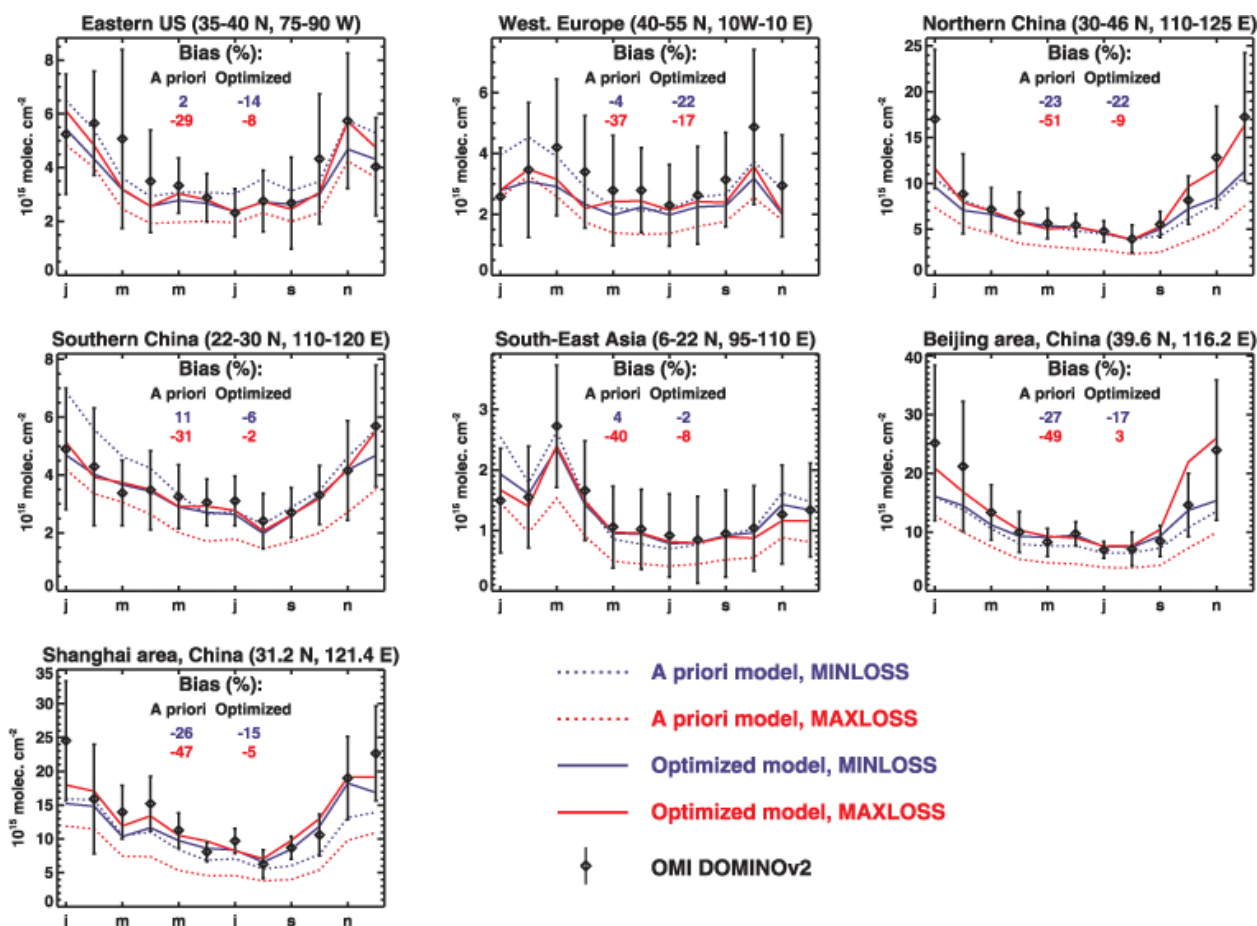 Eastern US (35-40 N, 75-90 W)
Bias (%):
A priori Optimized
2 -14
-29 -8
10¹⁵ molec. cm⁻²
8
6
4
2
0
j m m j s n
West. Europe (40-55 N, 10W-10 E)
Bias (%):
A priori Optimized
-4 -22
-37 -17
10¹⁵ molec. cm⁻²
8
6
4
2
0
j m m j s n
Northern China (30-46 N, 110-125 E)
Bias (%):
A priori Optimized
-23 -22
-51 -9
10¹⁵ molec. cm⁻²
25
20
15
10
5
0
j m m j s n
Southern China (22-30 N, 110-120 E)
Bias (%):
A priori Optimized
11 -6
-31 -2
10¹⁵ molec. cm⁻²
8
6
4
2
0
j m m j s n
South-East Asia (6-22 N, 95-110 E)
Bias (%):
A priori Optimized
4 -2
-40 -8
10¹⁵ molec. cm⁻²
3
2
1
0
j m m j s n
Beijing area, China (39.6 N, 116.2 E)
Bias (%):
A priori Optimized
-27 -17
-49 3
10¹⁵ molec. cm⁻²
40
30
20
10
0
j m m j s n
Shanghai area, China (31.2 N, 121.4 E)
Bias (%):
A priori Optimized
-26 -15
-47 -5
10¹⁵ molec. cm⁻²
35
30
25
20
15
10
5
0
j m m j s n
A priori model, MINLOSS
A priori model, MAXLOSS
Optimized model, MINLOSS
Optimized model, MAXLOSS
OMI DOMINOv2